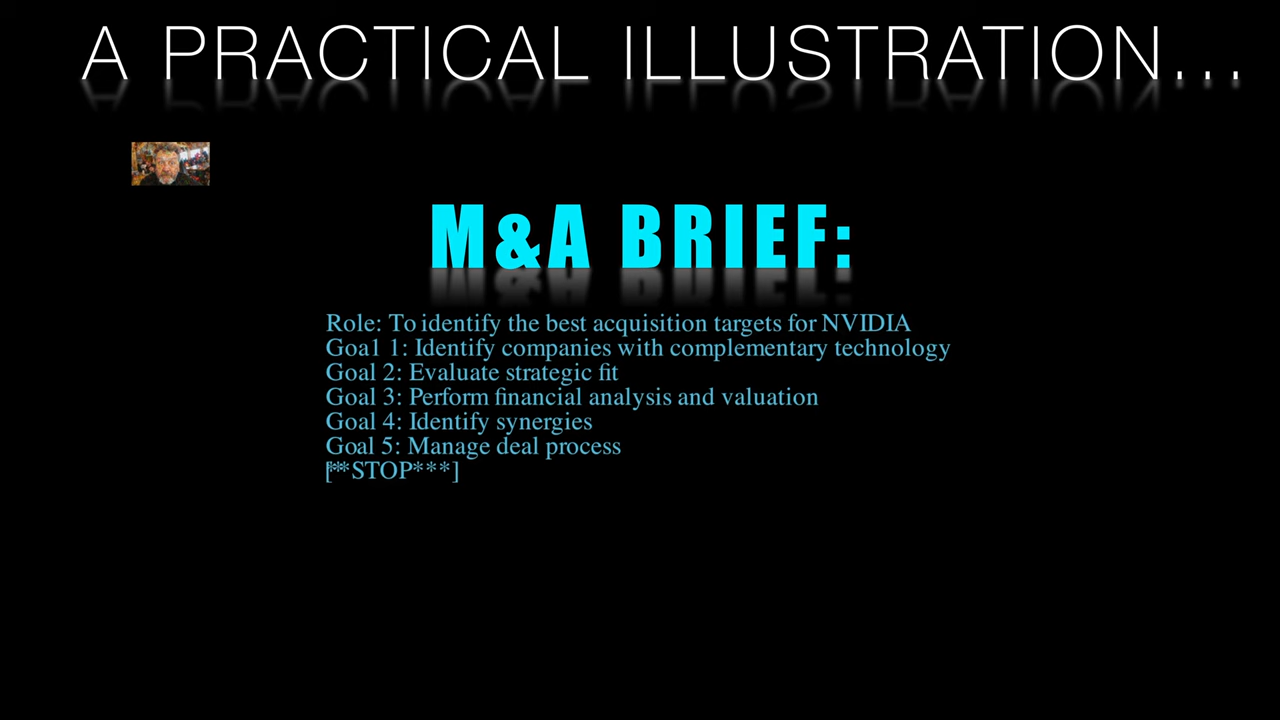 A PRACTICAL ILLUSTRATION...
M&A BRIEF:
Role: To identify the best acquisition targets for NVIDIA
Goa1 1: Identify companies with complementary technology
Goal 2: Evaluate strategic fit
Goal 3: Perform financial analysis and valuation
Goal 4: Identify synergies
Goal 5: Manage deal process
[***STOP***]